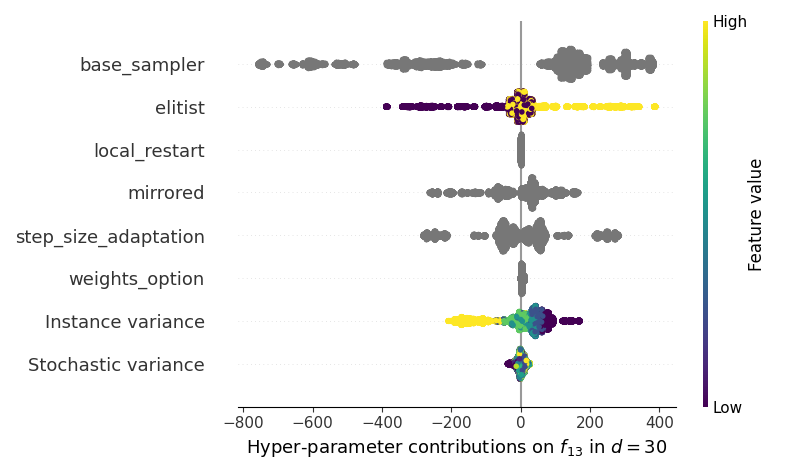 High
base_sampler
elitist
local_restart
mirrored
step_size_adaptation
weights_option
Instance variance
Stochastic variance
Feature value
Low
−800 −600 −400 −200 0 200 400
Hyper-parameter contributions on f₁₃ in d = 30